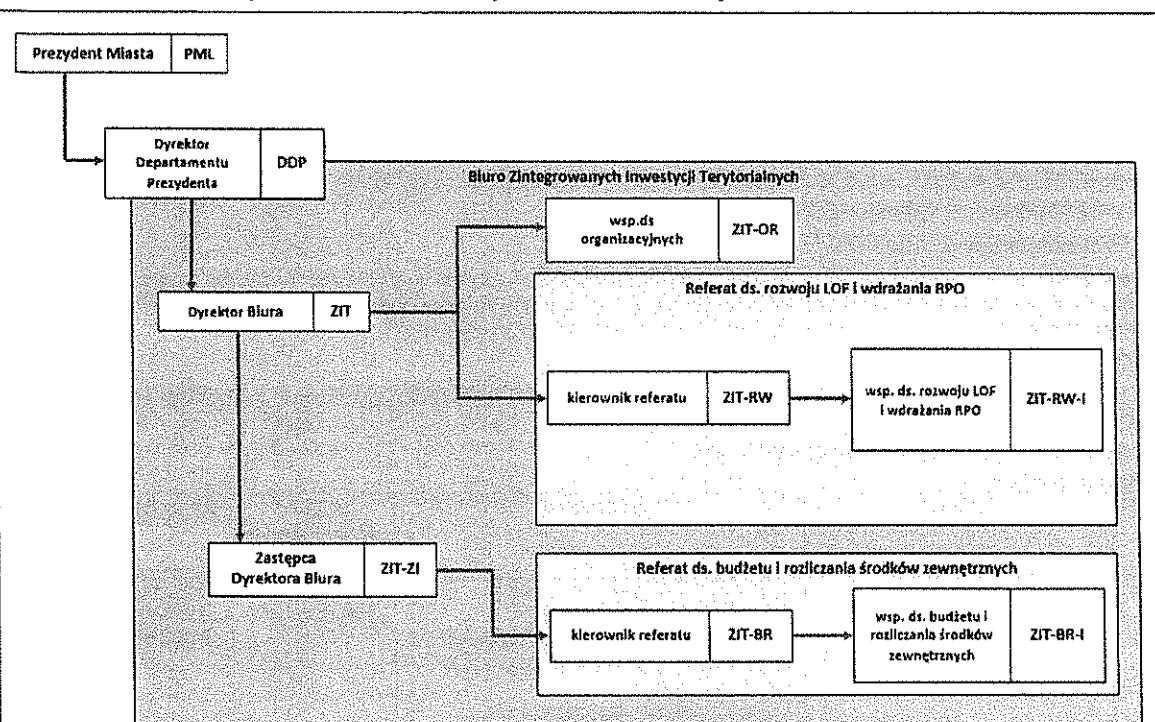 Prezydent Miasta PML
Dyrektor
Departamentu
Prezydenta
DDP
Biuro Zintegrowanych Inwestycji Terytorialnych
wsp.ds
organizacyjnych
ZIT-OR
Referat ds. rozwoju LOF i wdrażania RPO
Dyrektor Biura ZIT
kierownik referatu ZIT-RW
wsp. ds. rozwoju LOF
i wdrażania RPO
ZIT-RW-I
Zastępca
Dyrektora Biura
ZIT-ZI
Referat ds. budżetu i rozliczania środków zewnętrznych
kierownik referatu ZIT-BR
wsp. ds. budżetu i
rozliczania środków
zewnętrznych
ZIT-BR-I